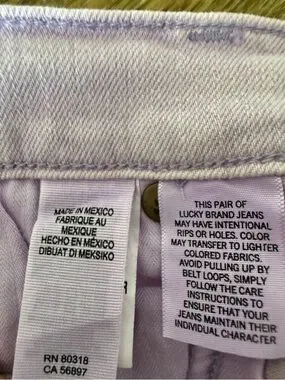 MADE IN MEXICO
FABRIQUE AU
MEXIQUE
HECHO EN MÉXICO
DIBUAT DI MEKSIKO
RN 80318
CA 56897
THIS PAIR OF
LUCKY BRAND JEANS
MAY HAVE INTENTIONAL
RIPS OR HOLES. COLOR
MAY TRANSFER TO LIGHTER
COLORED FABRICS.
AVOID PULLING UP BY
BELT LOOPS, SIMPLY
FOLLOW THE CARE
INSTRUCTIONS TO
ENSURE THAT YOUR
JEANS MAINTAIN THEIR
INDIVIDUAL CHARACTER